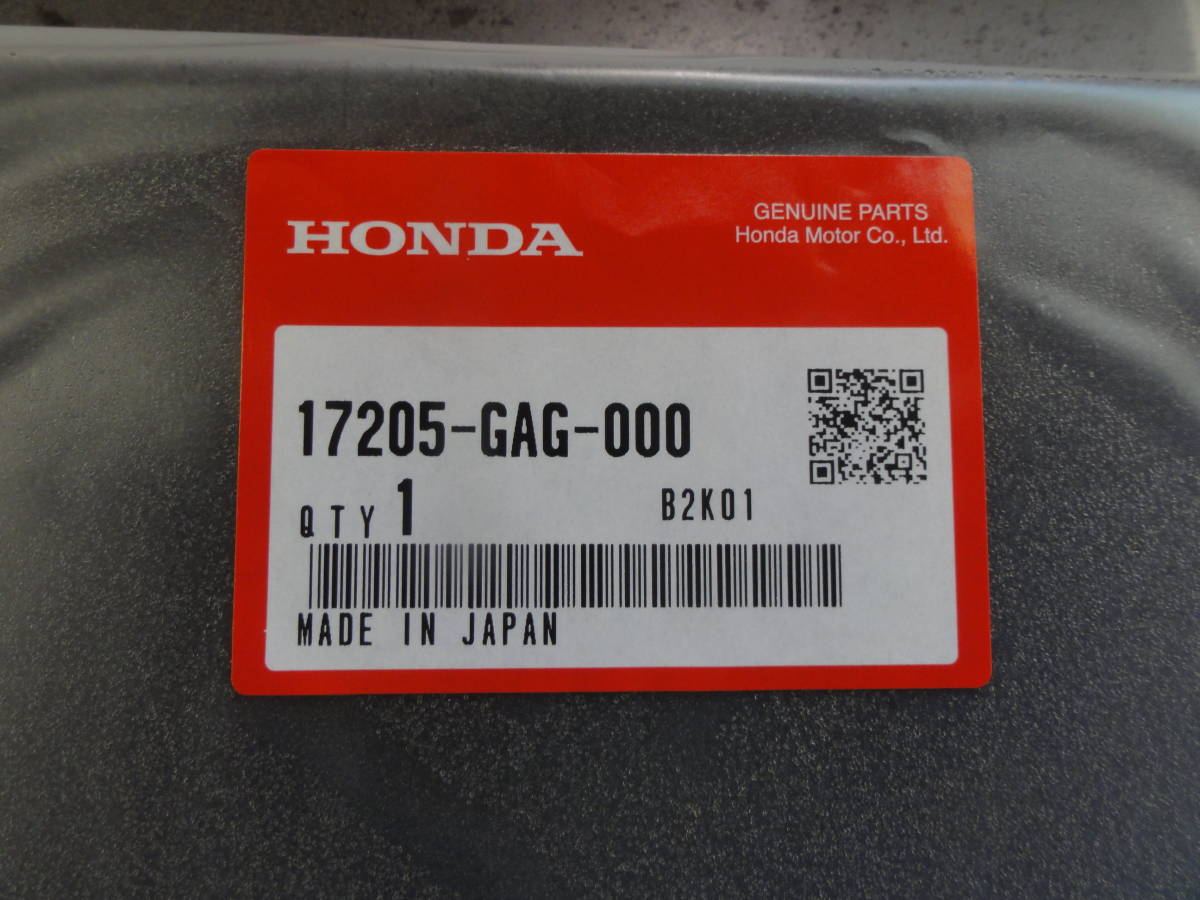 HONDA
GENUINE PARTS
Honda Motor Co., Ltd.
17205-GAG-000
QTY 1 B2K01
MADE IN JAPAN